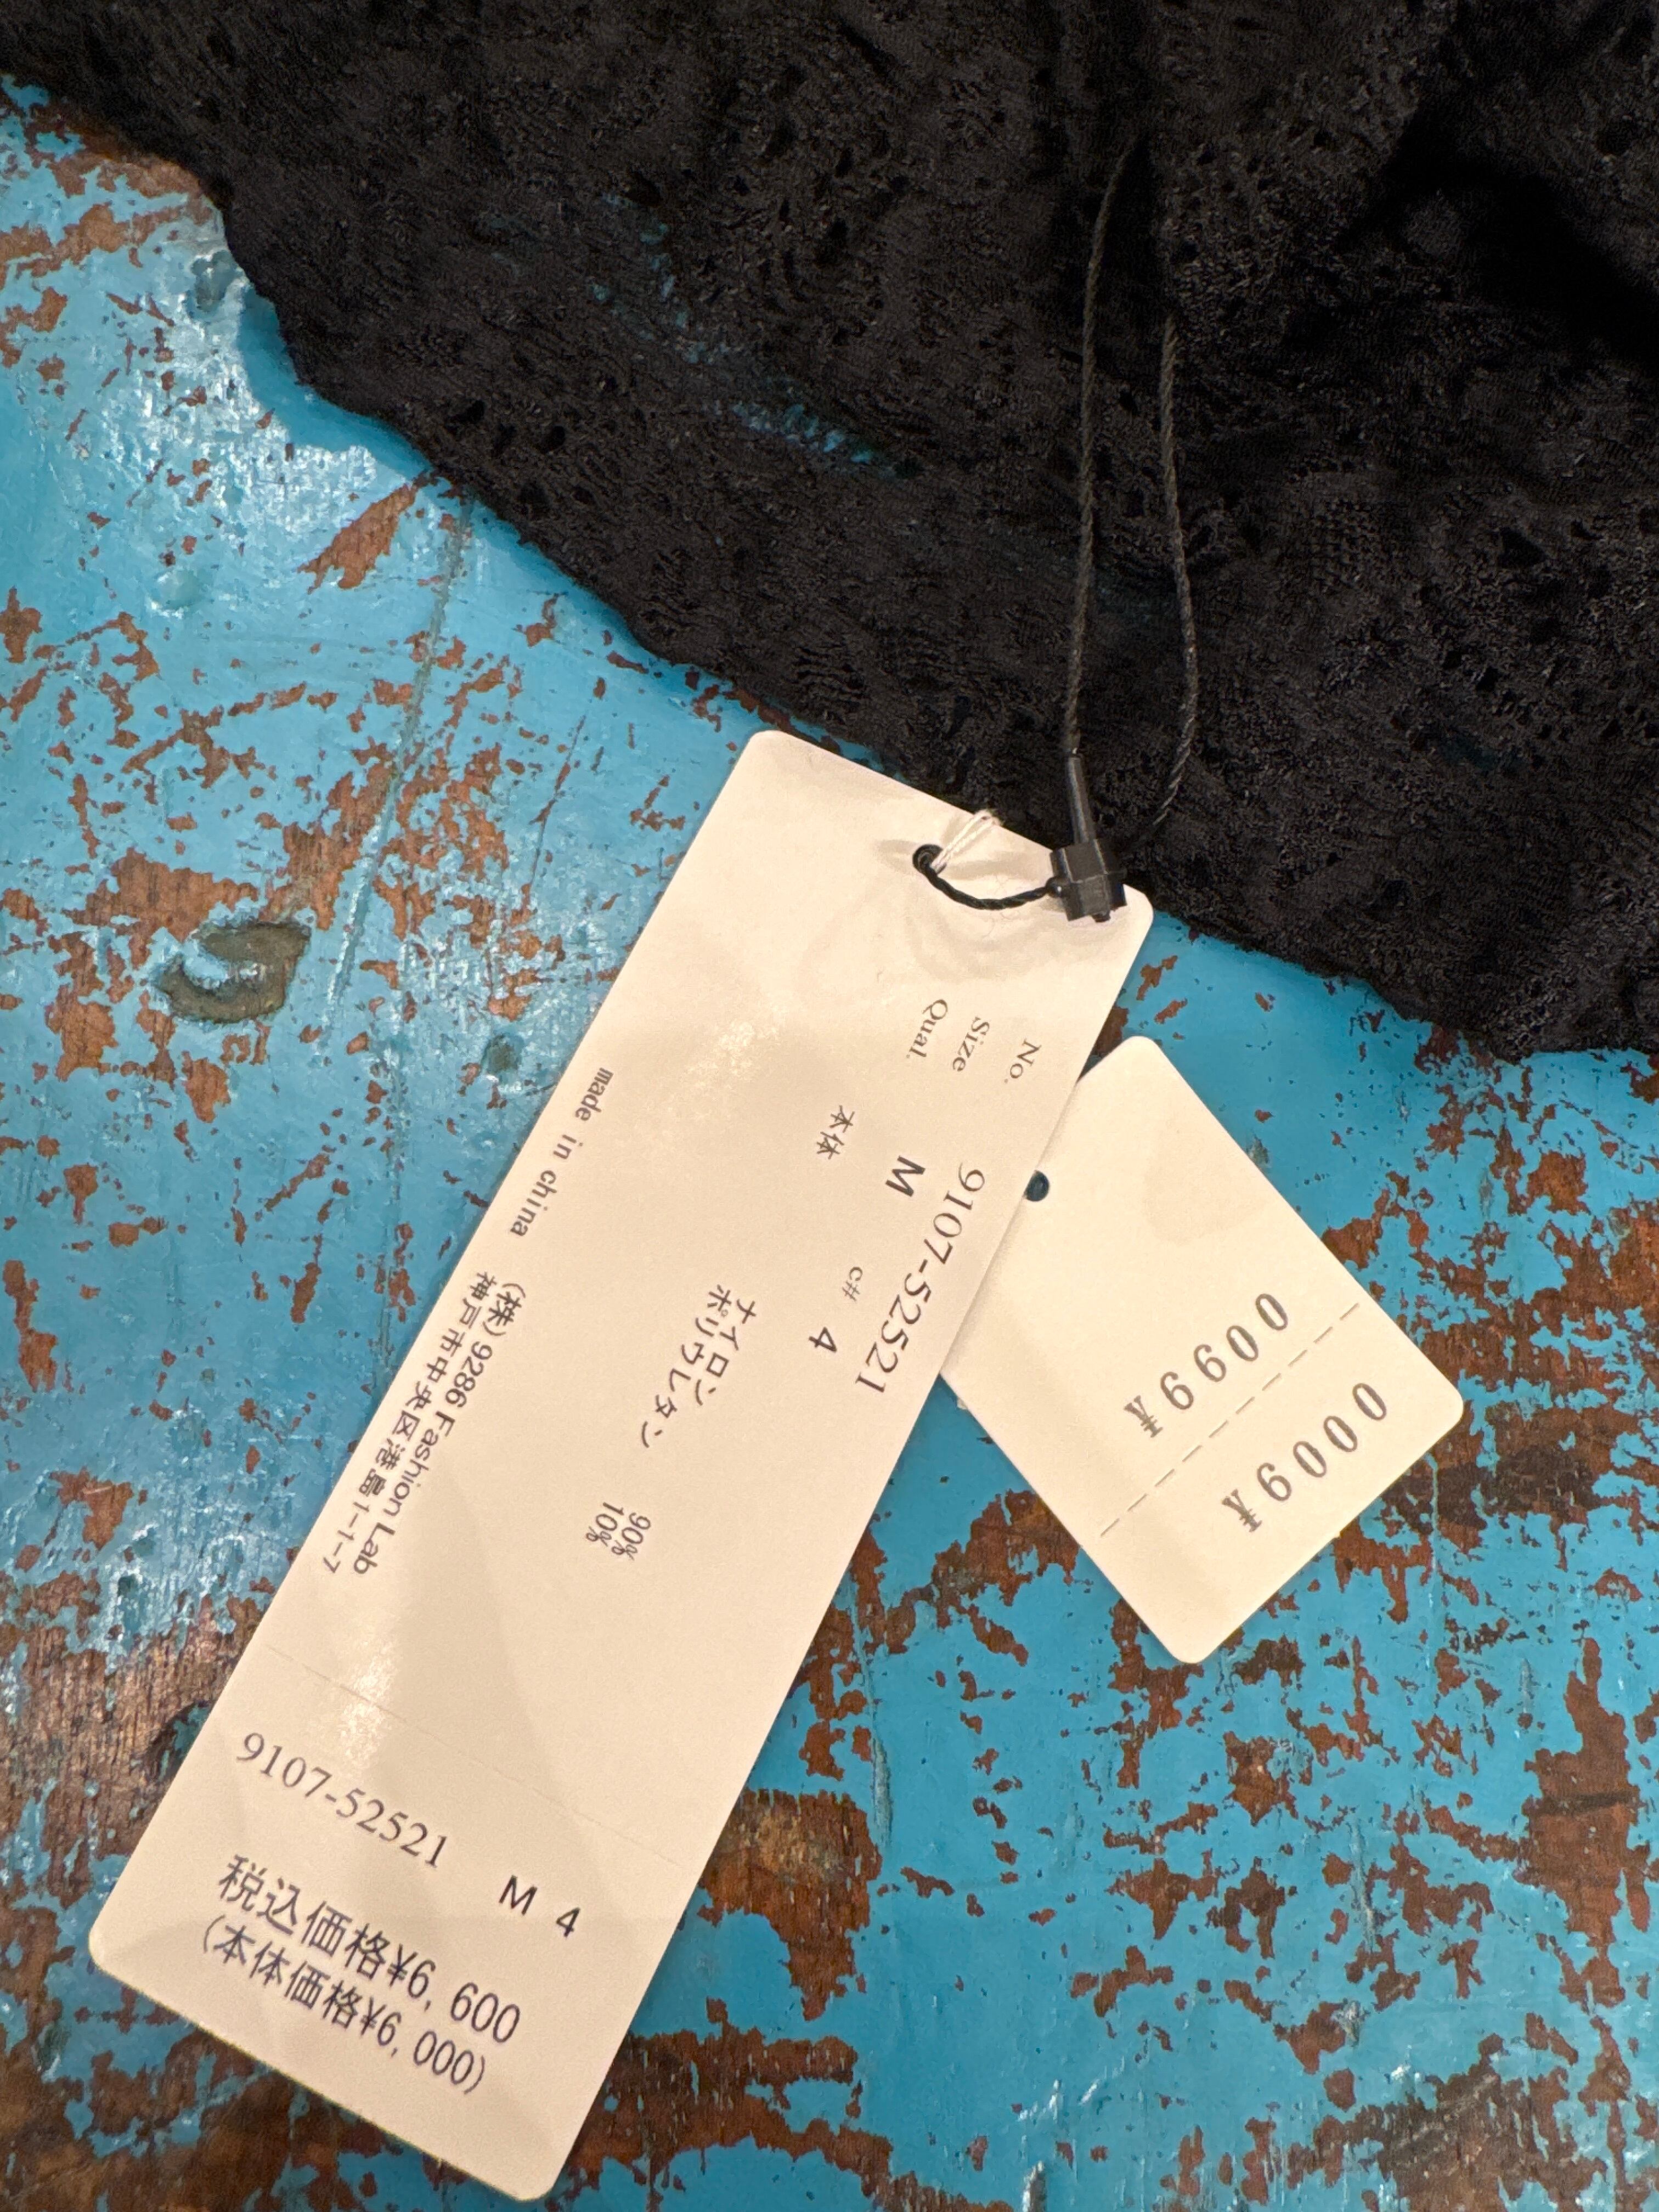 No. 9107-52521
Size M c# 4
Qual.
本体
ナイロン 90%
ポリウレタン 10%
made in china
(株)9286 Fashion Lab
神戸市中央区港島1-1-7
9107-52521 M 4
税込価格¥6,600
(本体価格¥6,000)
¥6600
¥6000